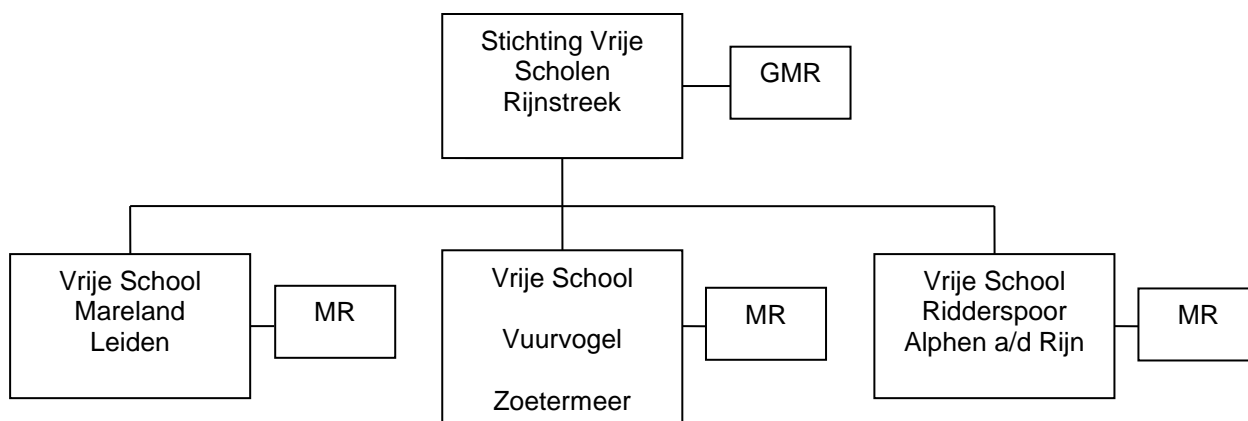 Stichting Vrije
Scholen
Rijnstreek
GMR
Vrije School
Mareland
Leiden
MR
Vrije School
Vuurvogel
Zoetermeer
MR
Vrije School
Ridderspoor
Alphen a/d Rijn
MR